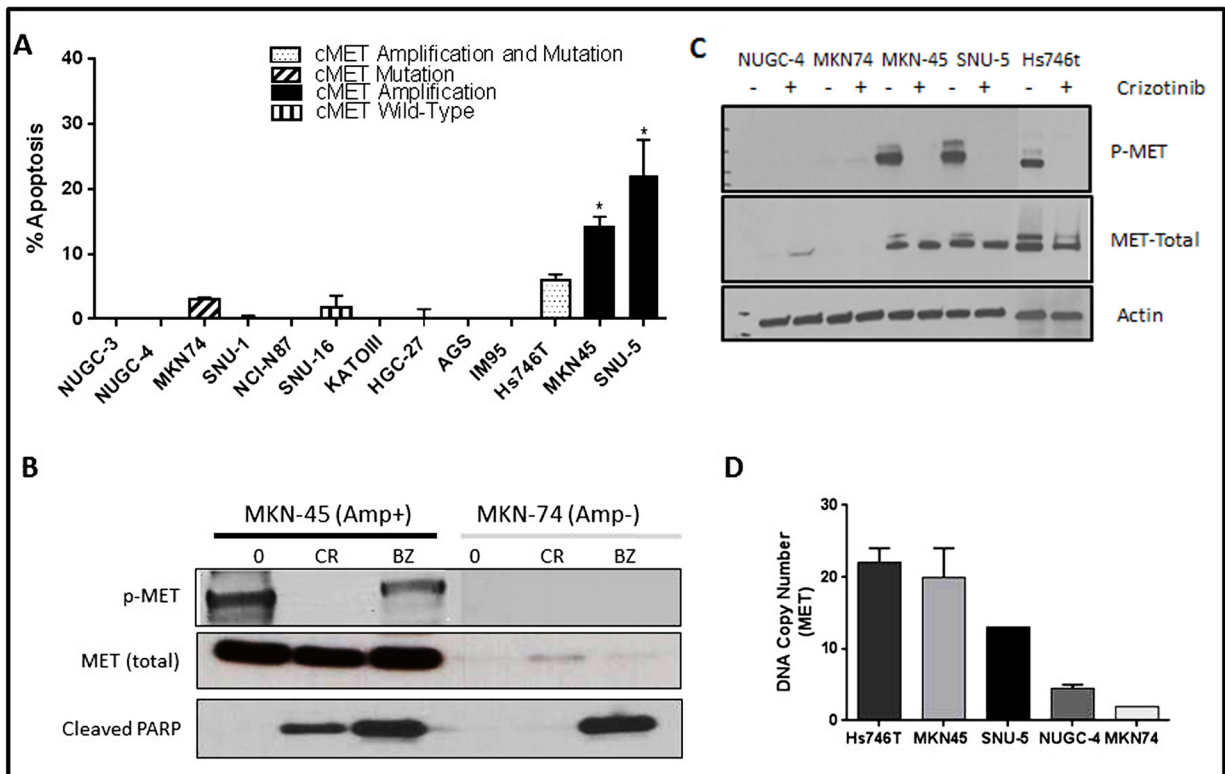 A
40
30
20
10
0
% Apoptosis
cMET Amplification and Mutation
cMET Mutation
cMET Amplification
cMET Wild-Type
* *
NUGC-3 NUGC-4 MKN74 SNU-1 NCI-N87 SNU-16 KATOIII HGC-27 AGS IM95 Hs746T MKN45 SNU-5
C
NUGC-4 MKN74 MKN-45 SNU-5 Hs746t
- + - + - + - + - + Crizotinib
P-MET
MET-Total
Actin
B
MKN-45 (Amp+) MKN-74 (Amp-)
0 CR BZ 0 CR BZ
p-MET
MET (total)
Cleaved PARP
D
30
20
10
0
DNA Copy Number
(MET)
Hs746T MKN45 SNU-5 NUGC-4 MKN74